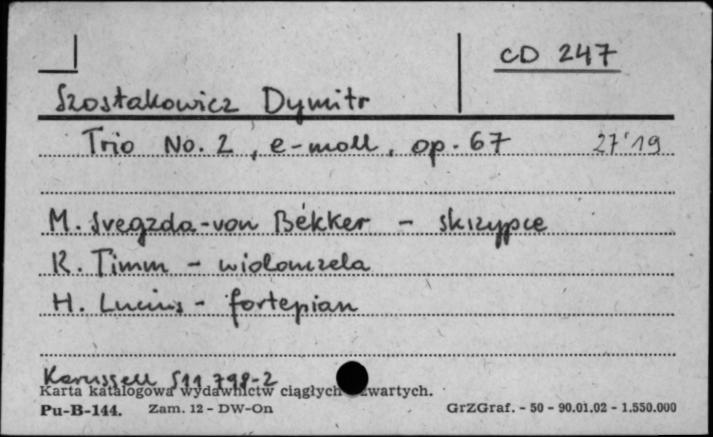 CD 247
Szostakowicz Dymitr
Trio No. 2, e-moll, op. 67 27'19
M. Svegzda-von Békker - skrzypce
R. Timm - wiolonczela
H. Lucius - fortepian
Karussell 511 798-2
Karta katalogowa wydawnictw ciągłych zwartych.
Pu-B-144. Zam. 12 - DW-On GrZGraf. - 50 - 90.01.02 - 1.550.000